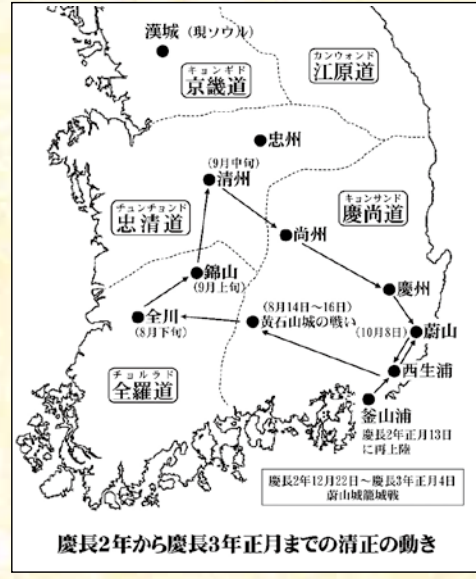 漢城（現ソウル）
キョンギド
京畿道
カンウォンド
江原道
忠州
（9月中旬）
清州
チュンチョンド
忠清道
キョンサンド
慶尚道
尚州
錦山
（9月上旬）
慶州
（8月14日～16日）
黄石山城の戦い
全川
（8月下旬）
（10月8日）
蔚山
西生浦
チョルラド
全羅道
釜山浦
慶長2年正月13日
に再上陸
慶長2年12月22日～慶長3年正月4日
蔚山城籠城戦
慶長2年から慶長3年正月までの清正の動き